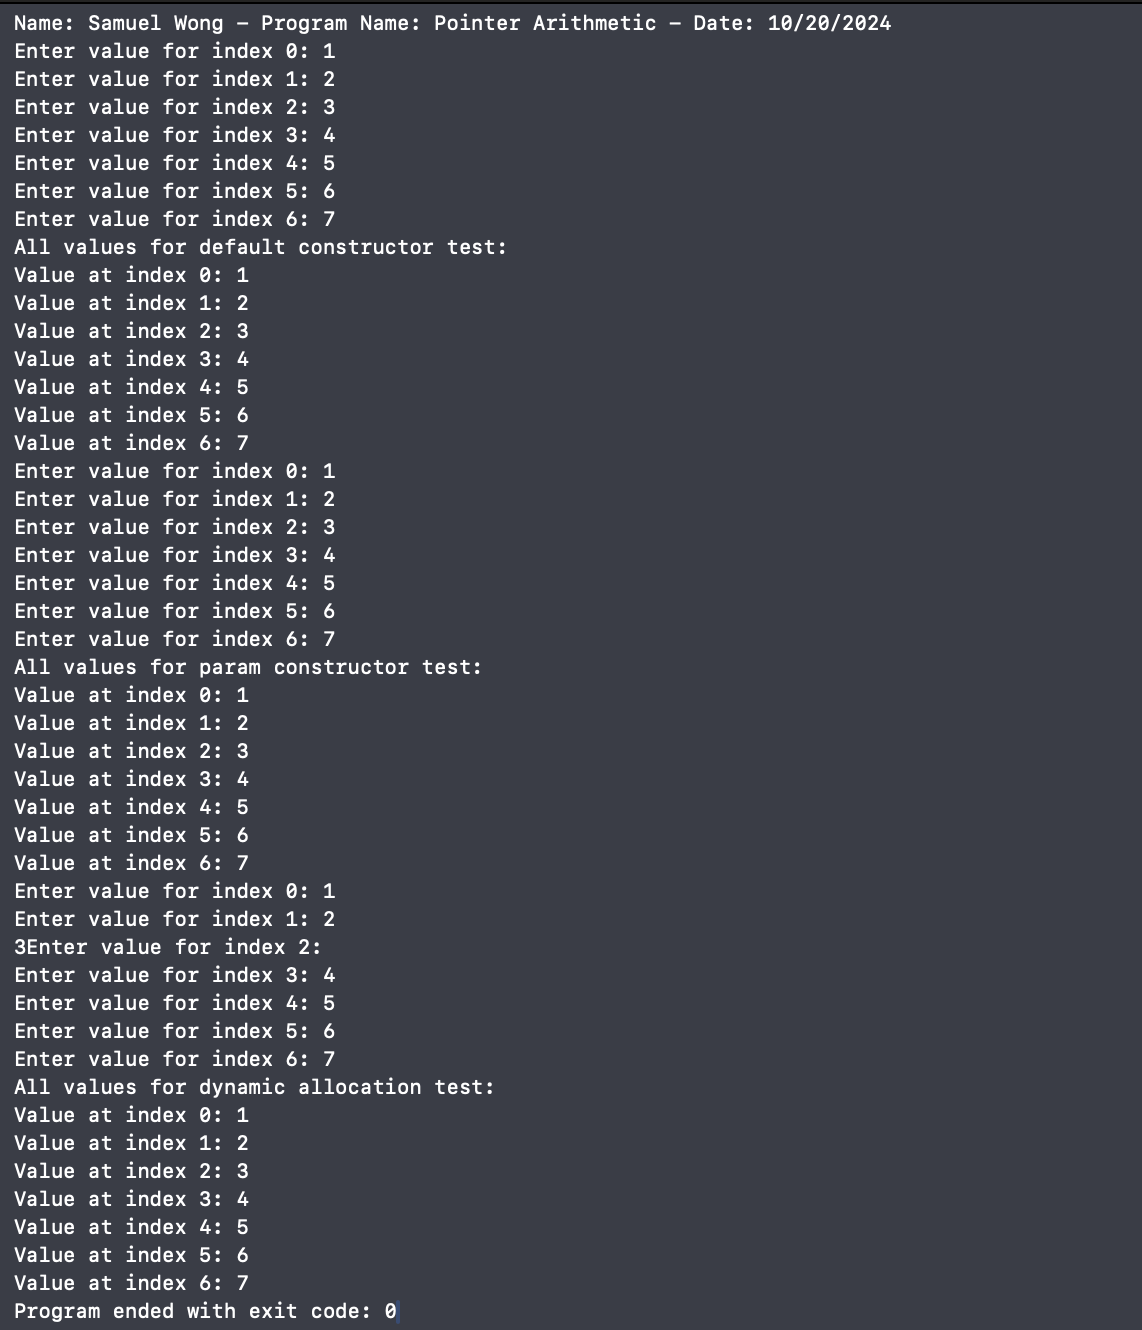 Name: Samuel Wong – Program Name: Pointer Arithmetic – Date: 10/20/2024
Enter value for index 0: 1
Enter value for index 1: 2
Enter value for index 2: 3
Enter value for index 3: 4
Enter value for index 4: 5
Enter value for index 5: 6
Enter value for index 6: 7
All values for default constructor test:
Value at index 0: 1
Value at index 1: 2
Value at index 2: 3
Value at index 3: 4
Value at index 4: 5
Value at index 5: 6
Value at index 6: 7
Enter value for index 0: 1
Enter value for index 1: 2
Enter value for index 2: 3
Enter value for index 3: 4
Enter value for index 4: 5
Enter value for index 5: 6
Enter value for index 6: 7
All values for param constructor test:
Value at index 0: 1
Value at index 1: 2
Value at index 2: 3
Value at index 3: 4
Value at index 4: 5
Value at index 5: 6
Value at index 6: 7
Enter value for index 0: 1
Enter value for index 1: 2
3Enter value for index 2:
Enter value for index 3: 4
Enter value for index 4: 5
Enter value for index 5: 6
Enter value for index 6: 7
All values for dynamic allocation test:
Value at index 0: 1
Value at index 1: 2
Value at index 2: 3
Value at index 3: 4
Value at index 4: 5
Value at index 5: 6
Value at index 6: 7
Program ended with exit code: 0